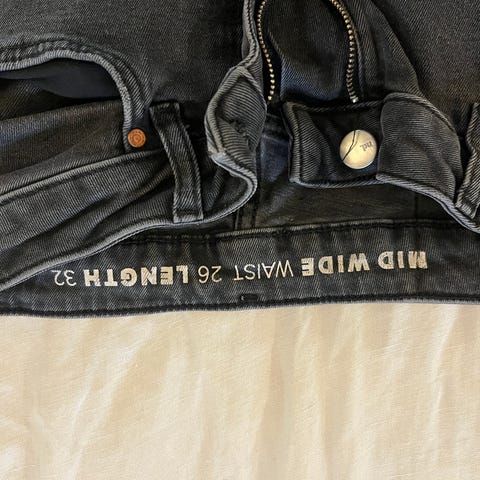 MID WIDE WAIST 26 LENGTH 32